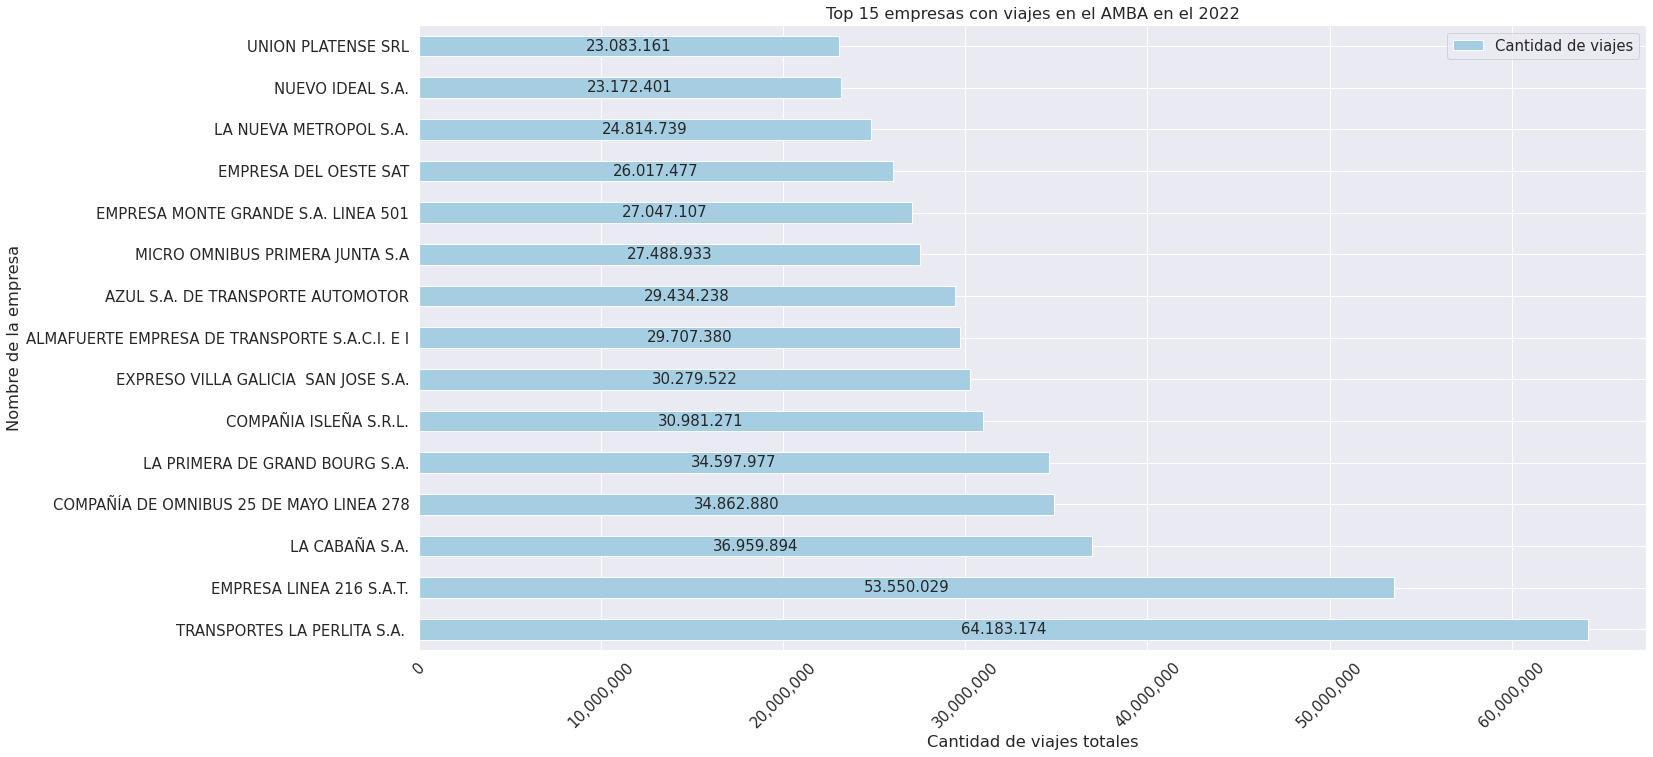 Top 15 empresas con viajes en el AMBA en el 2022
Cantidad de viajes
Nombre de la empresa
UNION PLATENSE SRL 23.083.161
NUEVO IDEAL S.A. 23.172.401
LA NUEVA METROPOL S.A. 24.814.739
EMPRESA DEL OESTE SAT 26.017.477
EMPRESA MONTE GRANDE S.A. LINEA 501 27.047.107
MICRO OMNIBUS PRIMERA JUNTA S.A 27.488.933
AZUL S.A. DE TRANSPORTE AUTOMOTOR 29.434.238
ALMAFUERTE EMPRESA DE TRANSPORTE S.A.C.I. E I 29.707.380
EXPRESO VILLA GALICIA  SAN JOSE S.A. 30.279.522
COMPAÑIA ISLEÑA S.R.L. 30.981.271
LA PRIMERA DE GRAND BOURG S.A. 34.597.977
COMPAÑÍA DE OMNIBUS 25 DE MAYO LINEA 278 34.862.880
LA CABAÑA S.A. 36.959.894
EMPRESA LINEA 216 S.A.T. 53.550.029
TRANSPORTES LA PERLITA S.A. 64.183.174
0 10,000,000 20,000,000 30,000,000 40,000,000 50,000,000 60,000,000
Cantidad de viajes totales